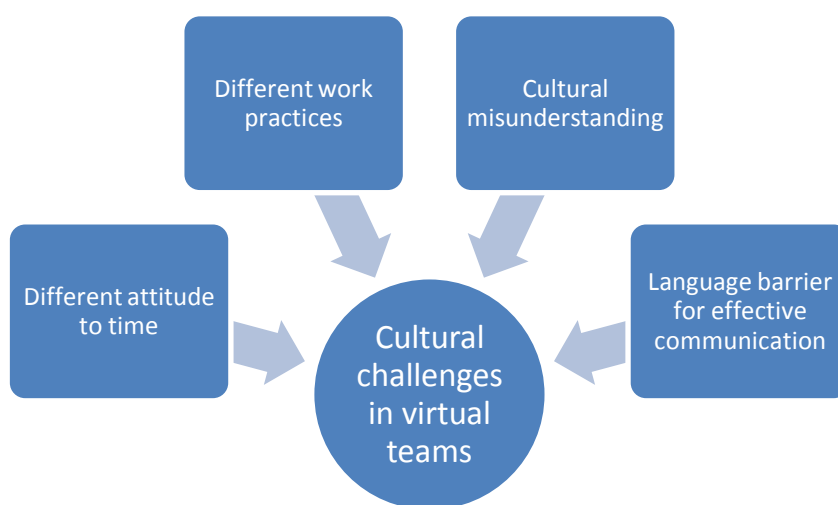 Different work
practices
Cultural
misunderstanding
Different attitude
to time
Language barrier
for effective
communication
Cultural
challenges
in virtual
teams